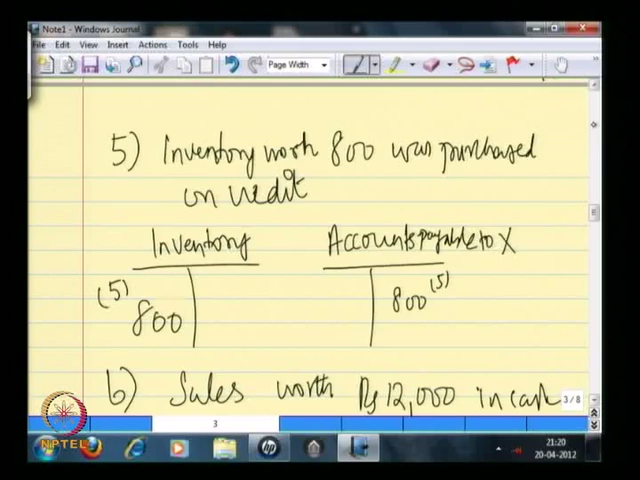 Note1 - Windows Journal
File Edit View Insert Actions Tools Help
Page Width
5) Inventory worth 800 was purchased
on credit
Inventory Accounts payable to X
(5) 800 800 (5)
6) Sales worth Rs 12,000 in cash
3 / 8
3
NPTEL
hp
21:20
20-04-2012